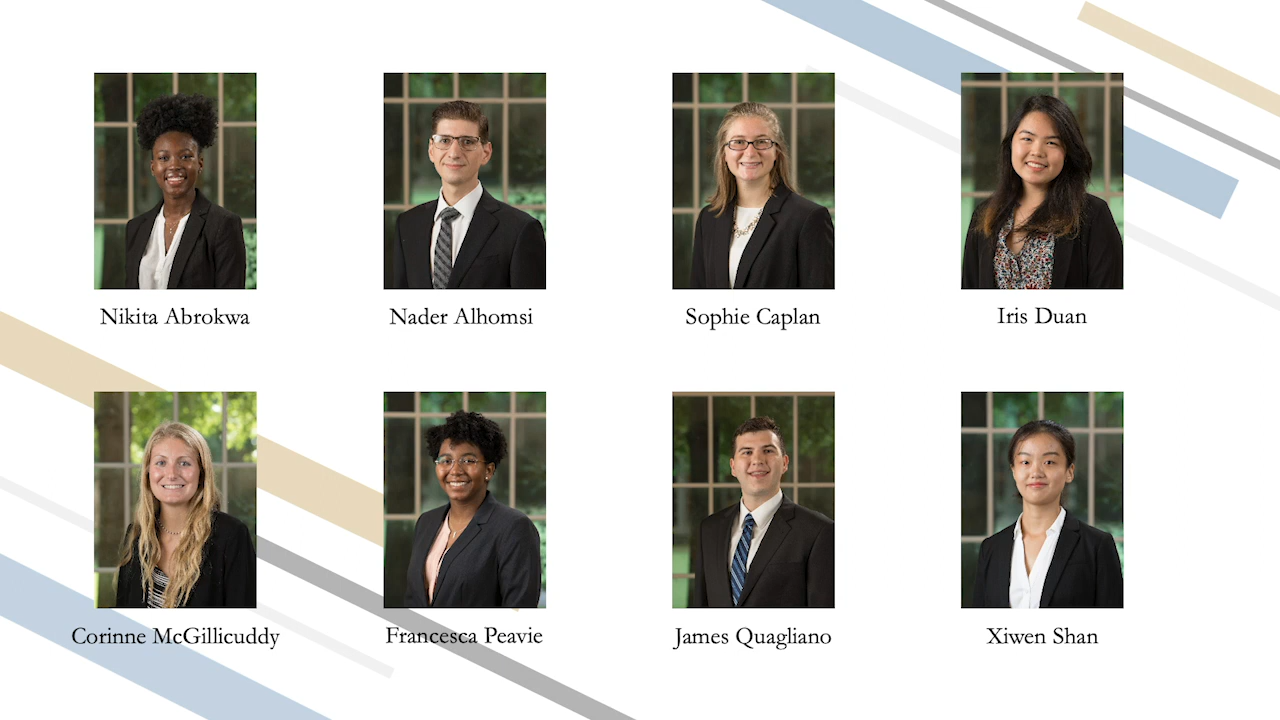 Nikita Abrokwa
Nader Alhomsi
Sophie Caplan
Iris Duan
Corinne McGillicuddy
Francesca Peavie
James Quagliano
Xiwen Shan